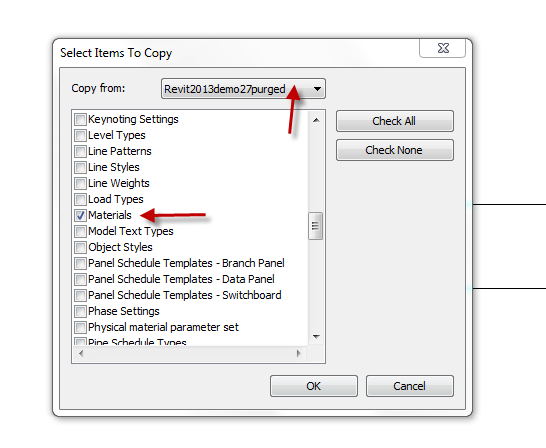 Select Items To Copy
Copy from: Revit2013demo27purged
Keynoting Settings
Check All
Level Types
Line Patterns
Check None
Line Styles
Line Weights
Load Types
Materials
Model Text Types
Object Styles
Panel Schedule Templates - Branch Panel
Panel Schedule Templates - Data Panel
Panel Schedule Templates - Switchboard
Phase Settings
Physical material parameter set
Pipe Schedule Types
OK Cancel